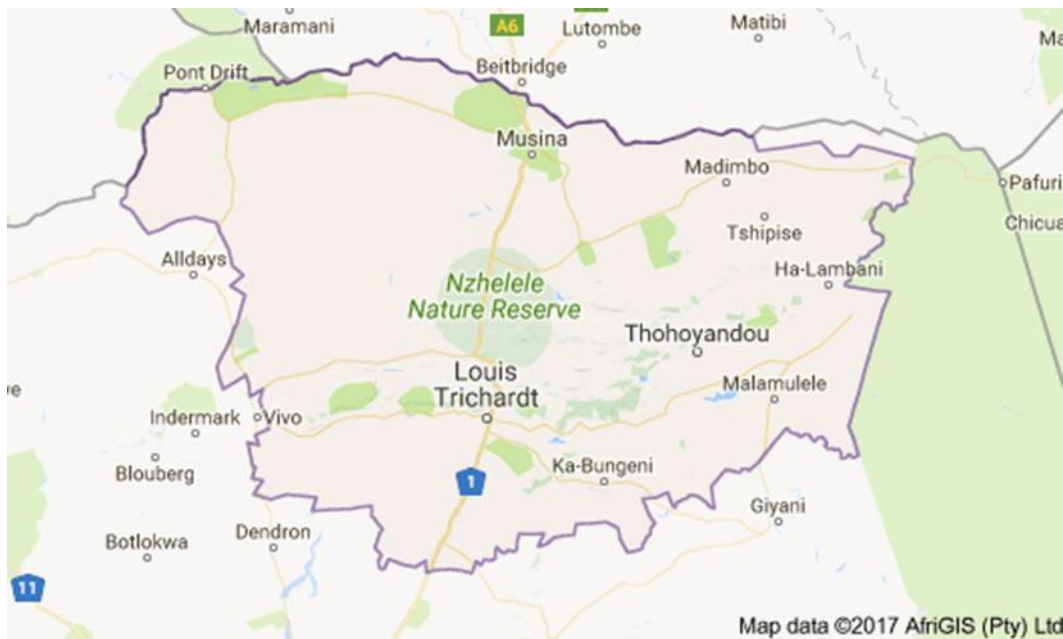 Maramani
A6
Lutombe
Matibi
Ma
Pont Drift
Beitbridge
Musina
Madimbo
Pafuri
Tshipise
Chicua
Alldays
Ha-Lambani
Nzhelele
Nature Reserve
Thohoyandou
Louis
Trichardt
we
Malamulele
Indermark
Vivo
Blouberg
1
Ka-Bungeni
Giyani
Botlokwa
Dendron
11
Map data ©2017 AfriGIS (Pty) Ltd